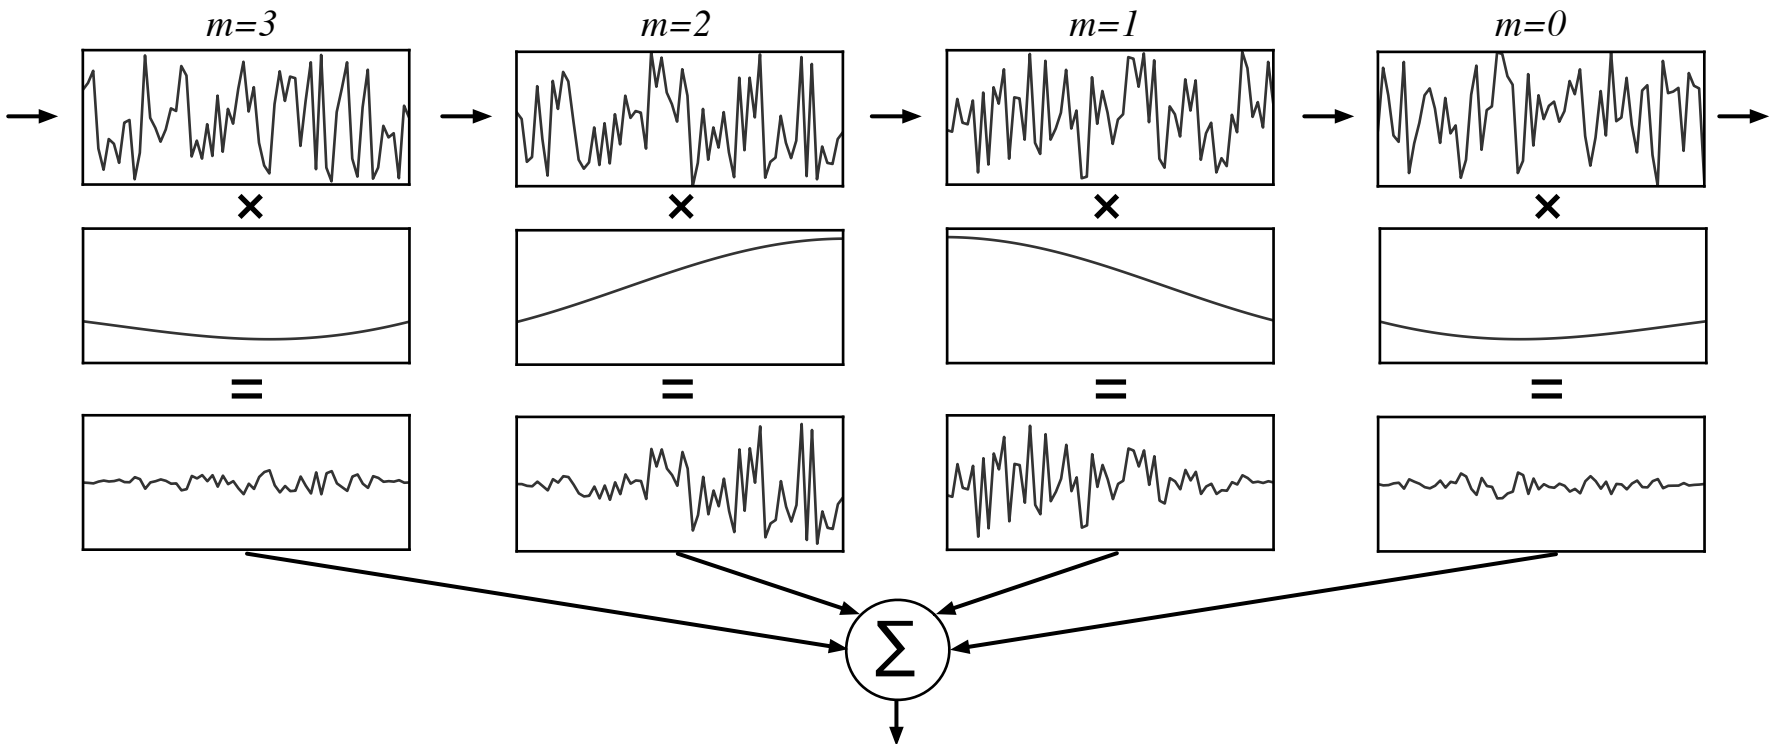 m=3 m=2 m=1 m=0
× × × ×
= = = =
Σ